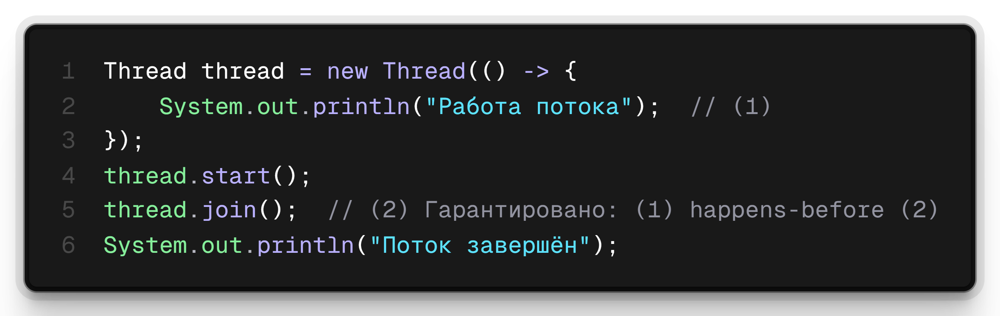 1 Thread thread = new Thread(() -> {
2     System.out.println("Работа потока");  // (1)
3 });
4 thread.start();
5 thread.join();  // (2) Гарантировано: (1) happens-before (2)
6 System.out.println("Поток завершён");